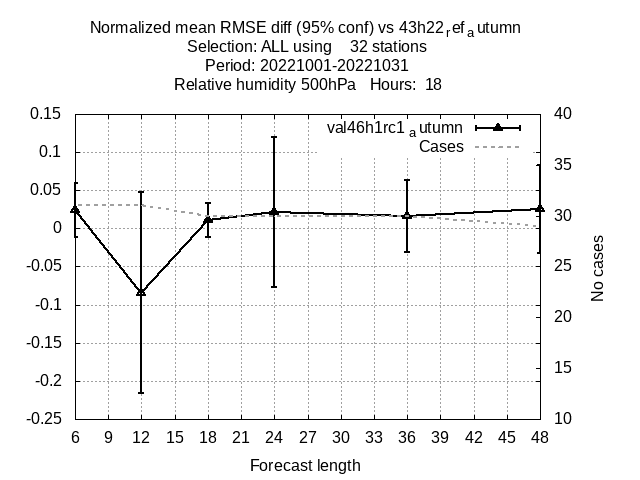 Normalized mean RMSE diff (95% conf) vs 43h22refautumn
Selection: ALL using 32 stations
Period: 20221001-20221031
Relative humidity 500hPa Hours: 18
0.15
0.1
0.05
0
-0.05
-0.1
-0.15
-0.2
-0.25
val46h1rc1autumn
Cases
40
35
30
25
20
15
10
No cases
6 9 12 15 18 21 24 27 30 33 36 39 42 45 48
Forecast length